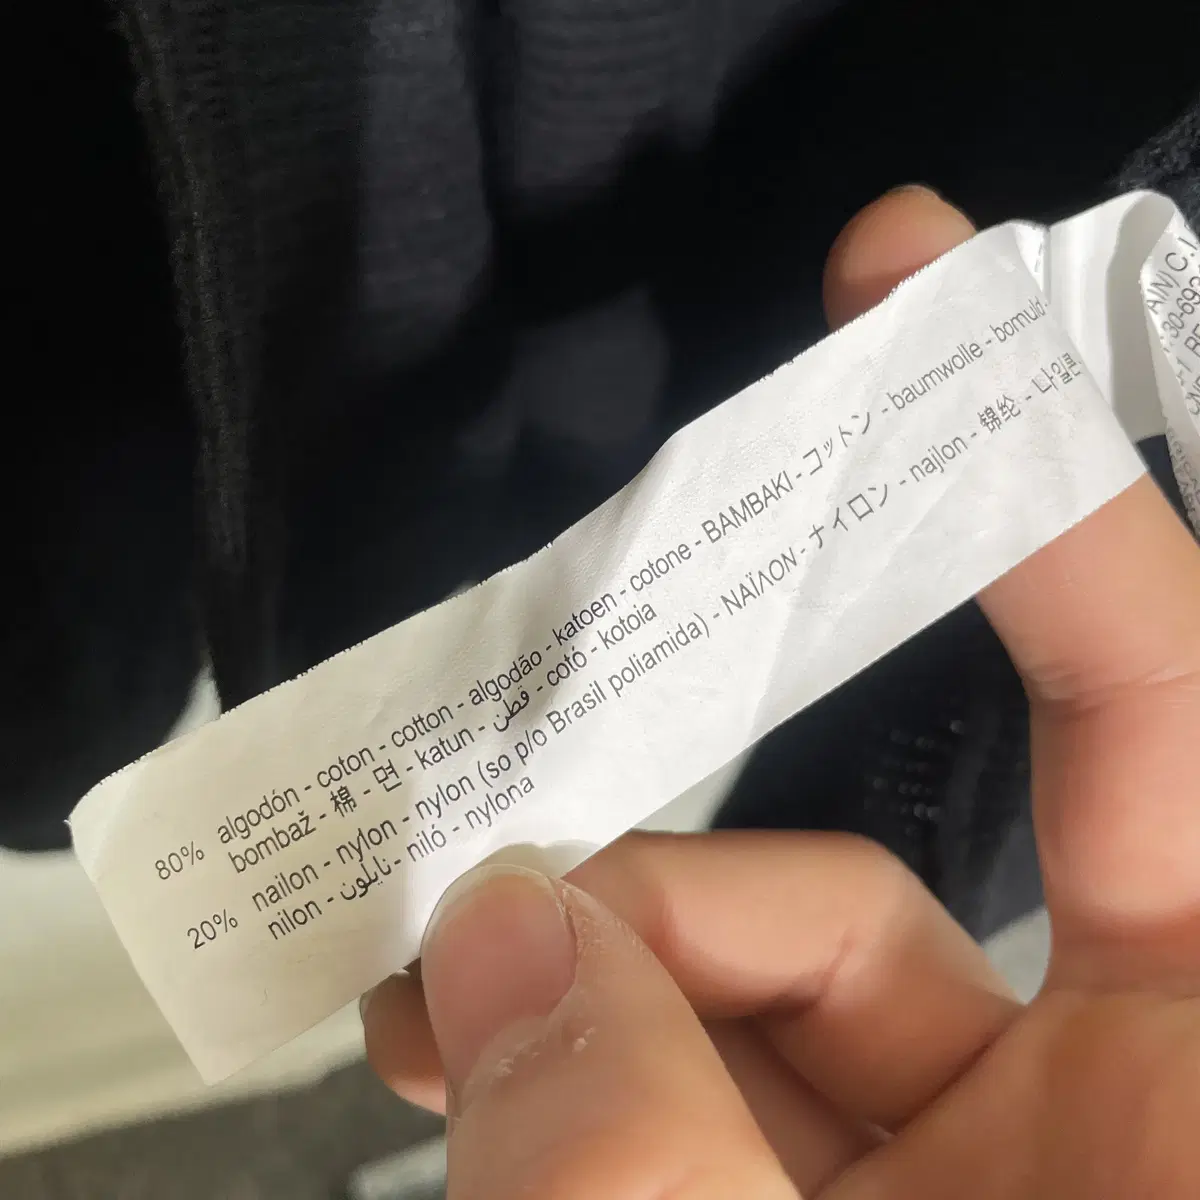 80% algodón - coton - cotton - algodão - katoen - cotone - BAMBAKI - コットン - baumwolle - bomuld -
bombaž - 棉 - 면 - katun - قطن - cotó - kotoia
20% nailon - nylon - nylon (so p/o Brasil poliamida) - ΝΑΪΛΟΝ - ナイロン - najlon - 锦纶 - 나일론 -
nilon - نايلون - niló - nylona
AIN) C.I